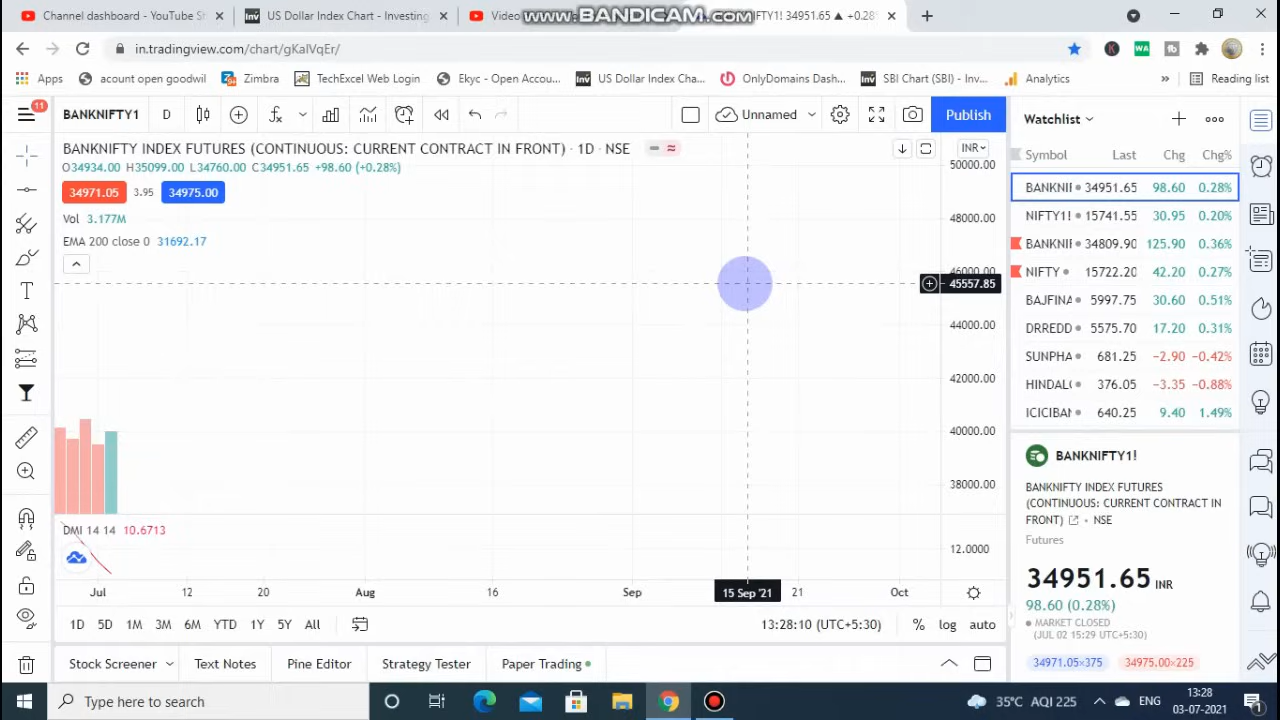 Channel dashboard - YouTube S
US Dollar Index Chart - Investing
Video
www.BANDICAM.com
IFTY1! 34951.65 ▲ +0.28
in.tradingview.com/chart/gKalVqEr/
Apps
acount open goodwil
Zimbra
TechExcel Web Login
Ekyc - Open Accou...
US Dollar Index Cha...
OnlyDomains Dash...
SBI Chart (SBI) - Inv...
Analytics
»
Reading list
11
BANKNIFTY1
D
Unnamed
Publish
BANKNIFTY INDEX FUTURES (CONTINUOUS: CURRENT CONTRACT IN FRONT) · 1D · NSE
O34934.00 H35099.00 L34760.00 C34951.65 +98.60 (+0.28%)
34971.05 3.95 34975.00
Vol 3.177M
EMA 200 close 0 31692.17
INR
50000.00
48000.00
46000.00
45557.85
44000.00
42000.00
40000.00
38000.00
DMI 14 14 10.6713
12.0000
Jul 12 20 Aug 16 Sep 15 Sep '21 21 Oct
1D 5D 1M 3M 6M YTD 1Y 5Y All
13:28:10 (UTC+5:30) % log auto
Stock Screener
Text Notes
Pine Editor
Strategy Tester
Paper Trading
Watchlist
Symbol Last Chg Chg%
BANKNIF 34951.65 98.60 0.28%
NIFTY1! 15741.55 30.95 0.20%
BANKNIF 34809.90 125.90 0.36%
NIFTY 15722.20 42.20 0.27%
BAJFINA 5997.75 30.60 0.51%
DRREDD 5575.70 17.20 0.31%
SUNPHA 681.25 −2.90 −0.42%
HINDAL 376.05 −3.35 −0.88%
ICICIBAN 640.25 9.40 1.49%
BANKNIFTY1!
BANKNIFTY INDEX FUTURES
(CONTINUOUS: CURRENT CONTRACT IN
FRONT) · NSE
Futures
34951.65 INR
98.60 (0.28%)
MARKET CLOSED
(JUL 02 15:29 UTC+5:30)
34971.05×375 34975.00×225
Type here to search
35°C AQI 225
ENG
13:28
03-07-2021
1